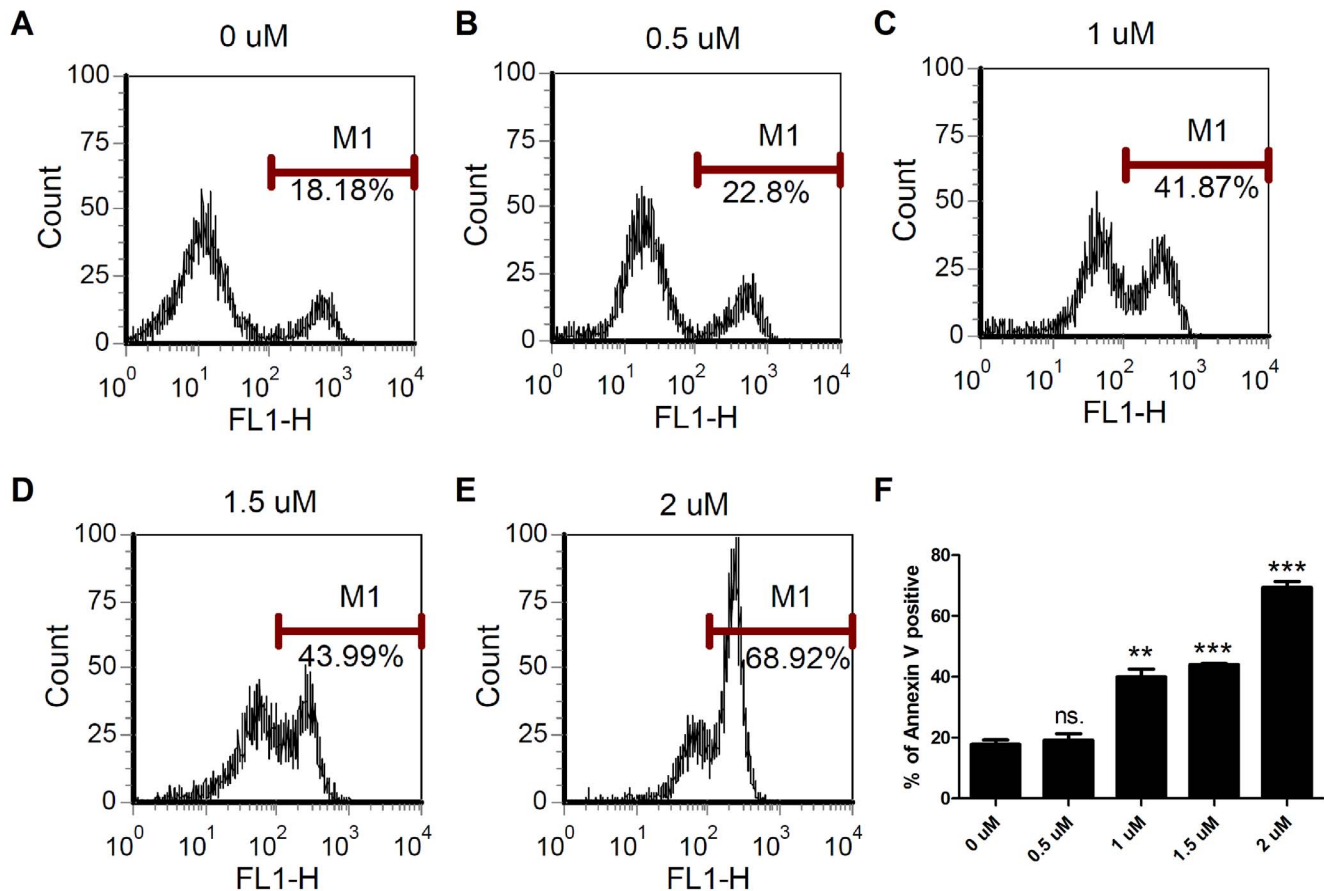 A
0 uM
100
75
50
25
0
Count
M1
18.18%
10^0 10^1 10^2 10^3 10^4
FL1-H
B
0.5 uM
100
75
50
25
0
Count
M1
22.8%
10^0 10^1 10^2 10^3 10^4
FL1-H
C
1 uM
100
75
50
25
0
Count
M1
41.87%
10^0 10^1 10^2 10^3 10^4
FL1-H
D
1.5 uM
100
75
50
25
0
Count
M1
43.99%
10^0 10^1 10^2 10^3 10^4
FL1-H
E
2 uM
100
75
50
25
0
Count
M1
68.92%
10^0 10^1 10^2 10^3 10^4
FL1-H
F
% of Annexin V positive
80
60
40
20
0
ns.
**
***
***
0 uM
0.5 uM
1 uM
1.5 uM
2 uM